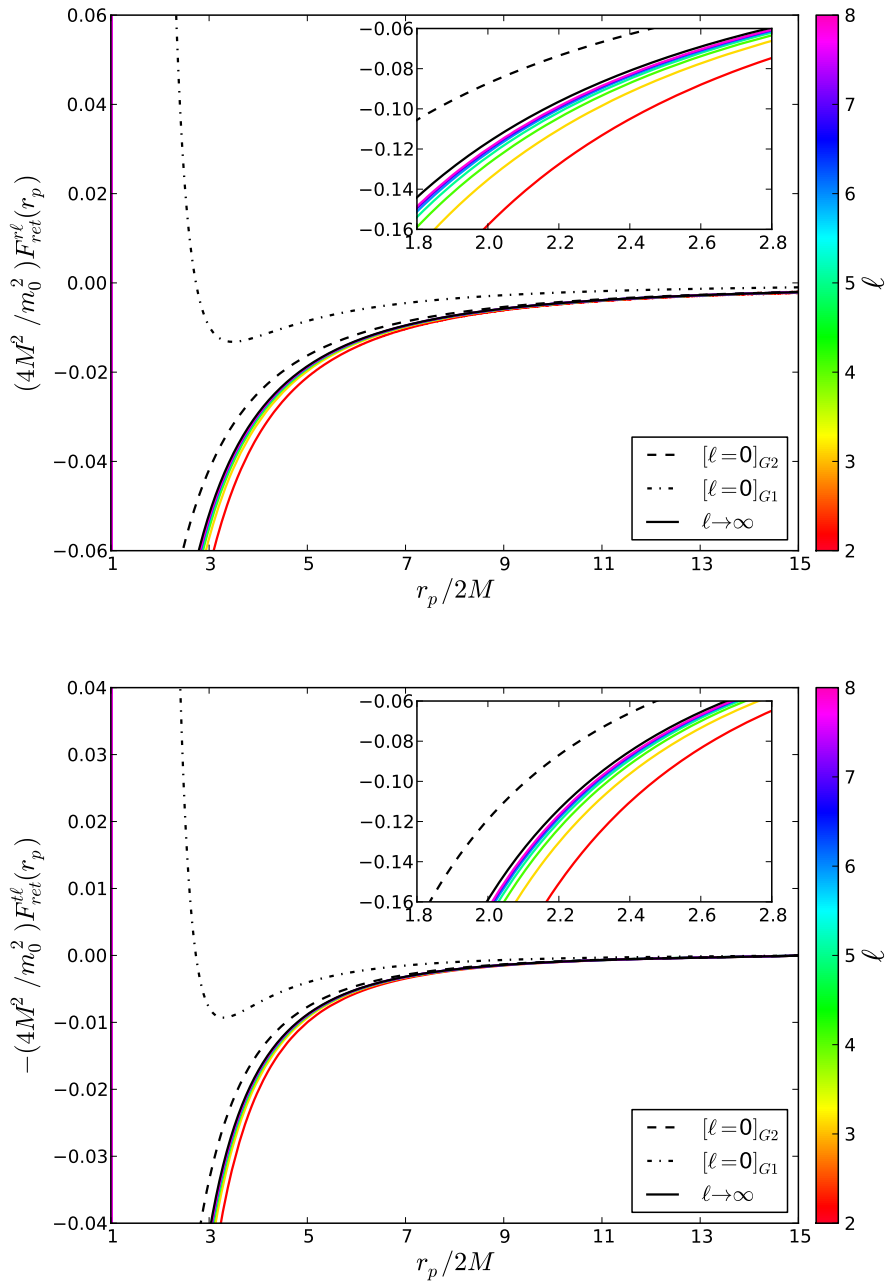 0.06
0.04
0.02
0.00
−0.02
−0.04
−0.06
(4M² /m₀² )F_{ret}^{rℓ}(r_p)
−0.06
−0.08
−0.10
−0.12
−0.14
−0.16
1.8 2.0 2.2 2.4 2.6 2.8
[ℓ=0]_{G2}
[ℓ=0]_{G1}
ℓ→∞
1 3 5 7 9 11 13 15
r_p/2M
8
7
6
5
4
3
2
ℓ
0.04
0.03
0.02
0.01
0.00
−0.01
−0.02
−0.03
−0.04
−(4M² /m₀² )F_{ret}^{tℓ}(r_p)
−0.06
−0.08
−0.10
−0.12
−0.14
−0.16
1.8 2.0 2.2 2.4 2.6 2.8
[ℓ=0]_{G2}
[ℓ=0]_{G1}
ℓ→∞
1 3 5 7 9 11 13 15
r_p/2M
8
7
6
5
4
3
2
ℓ